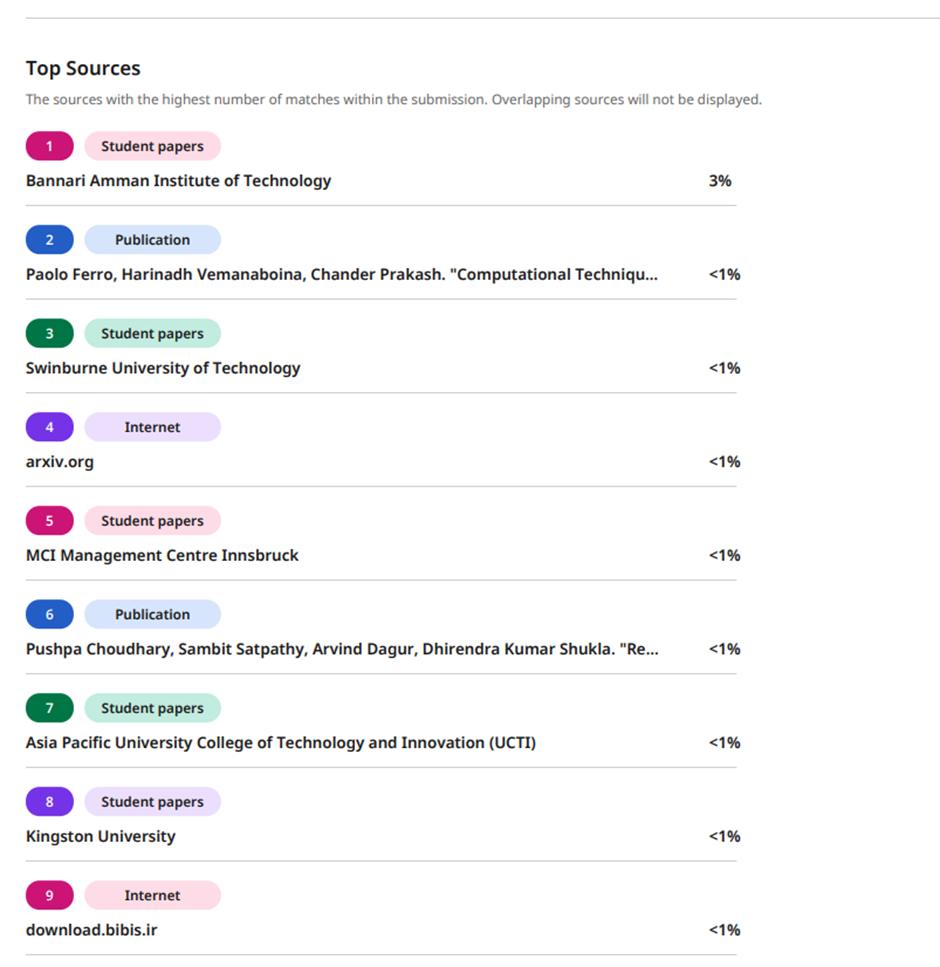 Top Sources
The sources with the highest number of matches within the submission. Overlapping sources will not be displayed.
1 Student papers
Bannari Amman Institute of Technology 3%
2 Publication
Paolo Ferro, Harinadh Vemanaboina, Chander Prakash. "Computational Techniqu... <1%
3 Student papers
Swinburne University of Technology <1%
4 Internet
arxiv.org <1%
5 Student papers
MCI Management Centre Innsbruck <1%
6 Publication
Pushpa Choudhary, Sambit Satpathy, Arvind Dagur, Dhirendra Kumar Shukla. "Re... <1%
7 Student papers
Asia Pacific University College of Technology and Innovation (UCTI) <1%
8 Student papers
Kingston University <1%
9 Internet
download.bibis.ir <1%